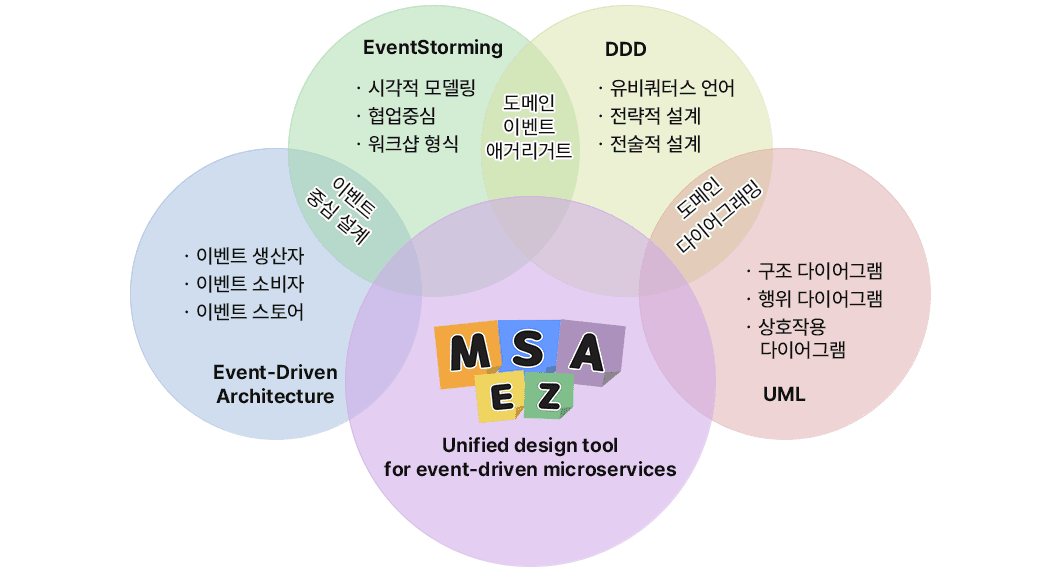 EventStorming
· 시각적 모델링
· 협업중심
· 워크샵 형식
도메인
이벤트
애거리거트
DDD
· 유비쿼터스 언어
· 전략적 설계
· 전술적 설계
이벤트
중심 설계
도메인
다이어그래밍
· 이벤트 생산자
· 이벤트 소비자
· 이벤트 스토어
Event-Driven
Architecture
· 구조 다이어그램
· 행위 다이어그램
· 상호작용
다이어그램
UML
MSA
EZ
Unified design tool
for event-driven microservices